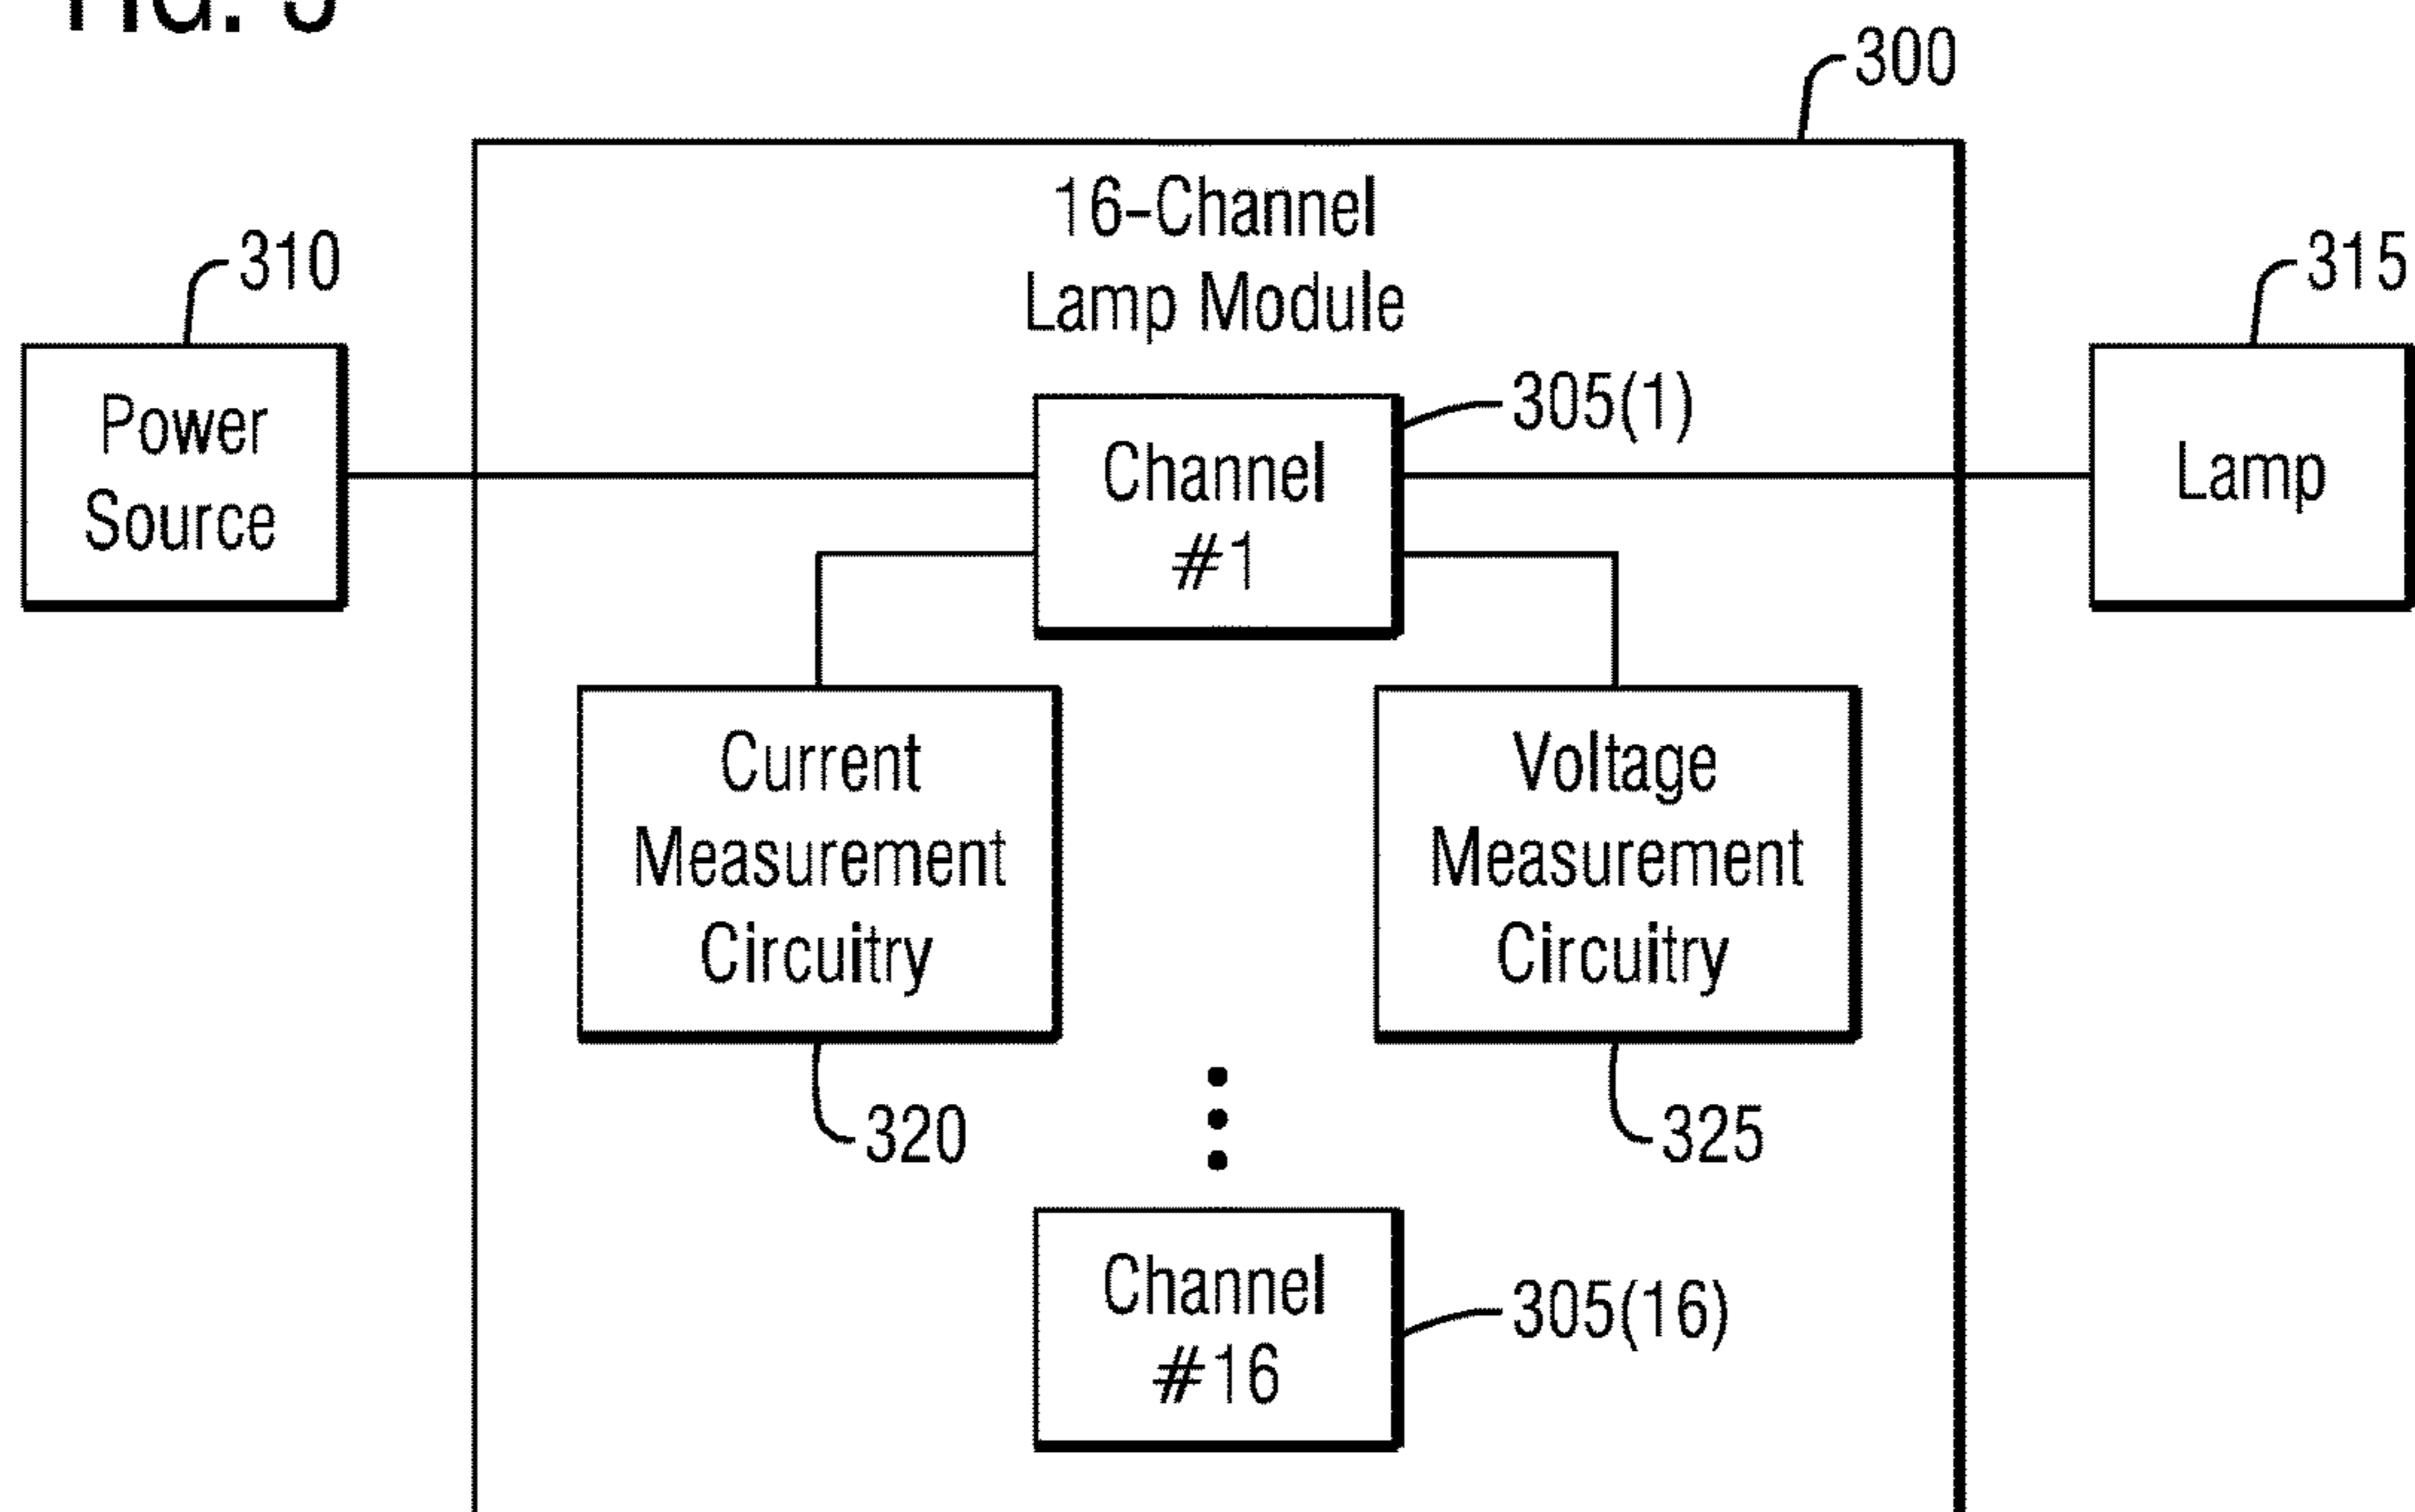 300
16-Channel
Lamp Module
310
315
305(1)
Power
Source
Channel
#1
Lamp
Current
Measurement
Circuitry
Voltage
Measurement
Circuitry
320
325
Channel
#16
305(16)